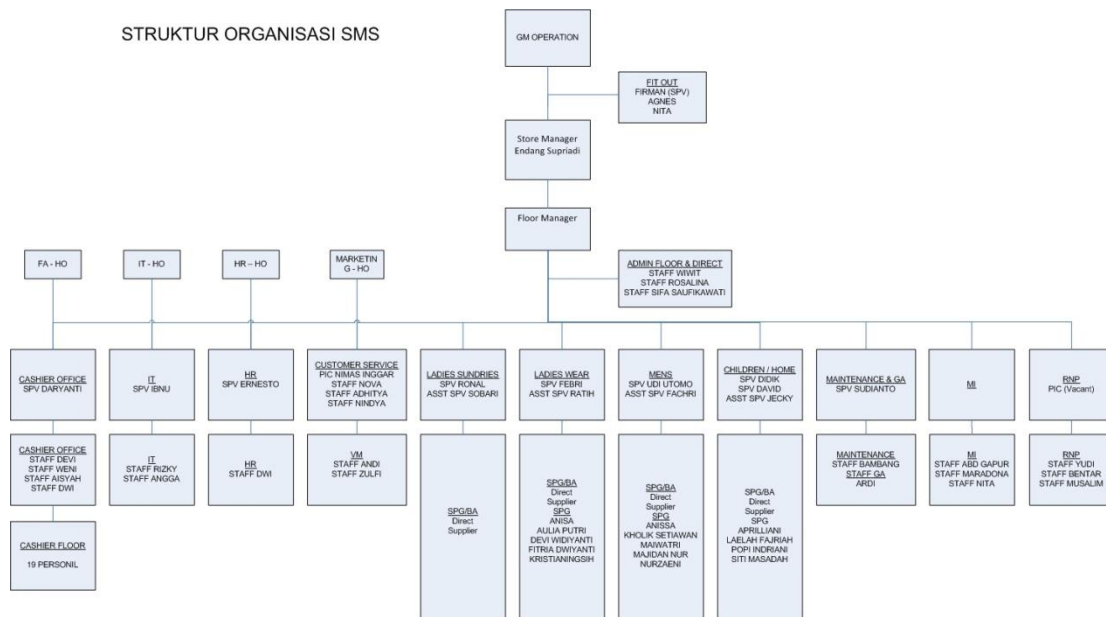 STRUKTUR ORGANISASI SMS
GM OPERATION
FIT OUT
FIRMAN (SPV)
AGNES
NITA
Store Manager
Endang Supriadi
Floor Manager
FA - HO
IT - HO
HR – HO
MARKETIN
G - HO
ADMIN FLOOR & DIRECT
STAFF WIWIT
STAFF ROSALINA
STAFF SIFA SAUFIKAWATI
CASHIER OFFICE
SPV DARYANTI
IT
SPV IBNU
HR
SPV ERNESTO
CUSTOMER SERVICE
PIC NIMAS INGGAR
STAFF NOVA
STAFF ADHITYA
STAFF NINDYA
LADIES SUNDRIES
SPV RONAL
ASST SPV SOBARI
LADIES WEAR
SPV FEBRI
ASST SPV RATIH
MENS
SPV UDI UTOMO
ASST SPV FACHRI
CHILDREN / HOME
SPV DIDIK
SPV DAVID
ASST SPV JECKY
MAINTENANCE & GA
SPV SUDIANTO
MI
RNP
PIC (Vacant)
CASHIER OFFICE
STAFF DEVI
STAFF WENI
STAFF AISYAH
STAFF DWI
IT
STAFF RIZKY
STAFF ANGGA
HR
STAFF DWI
VM
STAFF ANDI
STAFF ZULFI
SPG/BA
Direct
Supplier
SPG/BA
Direct
Supplier
SPG
ANISA
AULIA PUTRI
DEVI WIDIYANTI
FITRIA DWIYANTI
KRISTIANINGSIH
SPG/BA
Direct
Supplier
SPG
ANISSA
KHOLIK SETIAWAN
MAIWATRI
MAJIDAN NUR
NURZAENI
SPG/BA
Direct
Supplier
SPG
APRILLIANI
LAELAH FAJRIAH
POPI INDRIANI
SITI MASADAH
MAINTENANCE
STAFF BAMBANG
STAFF GA
ARDI
MI
STAFF ABD GAPUR
STAFF MARADONA
STAFF NITA
RNP
STAFF YUDI
STAFF BENTAR
STAFF MUSALIM
CASHIER FLOOR
19 PERSONIL